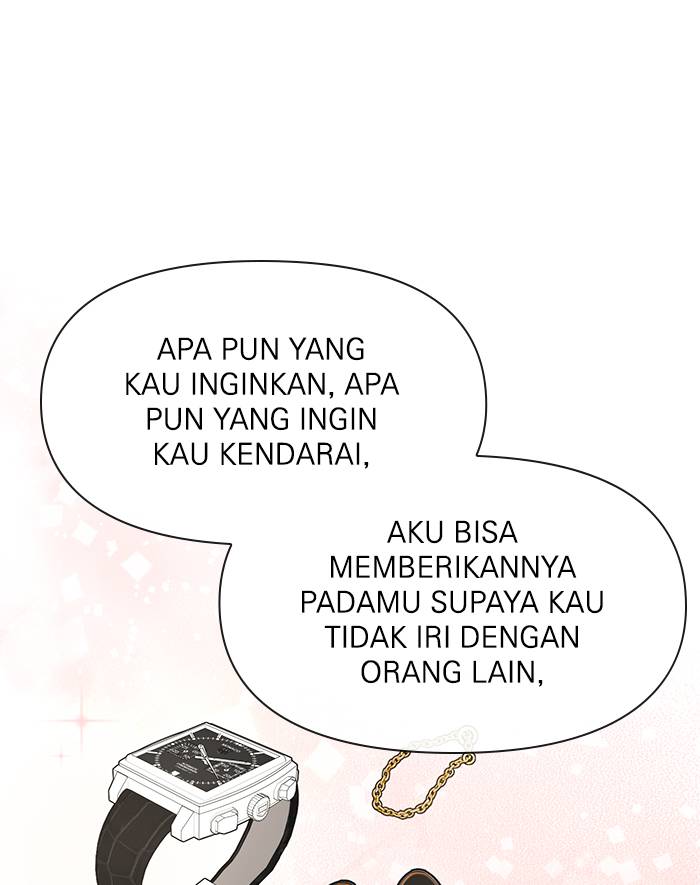 APA PUN YANG
KAU INGINKAN, APA
PUN YANG INGIN
KAU KENDARAI,
AKU BISA
MEMBERIKANNYA
PADAMU SUPAYA KAU
TIDAK IRI DENGAN
ORANG LAIN,